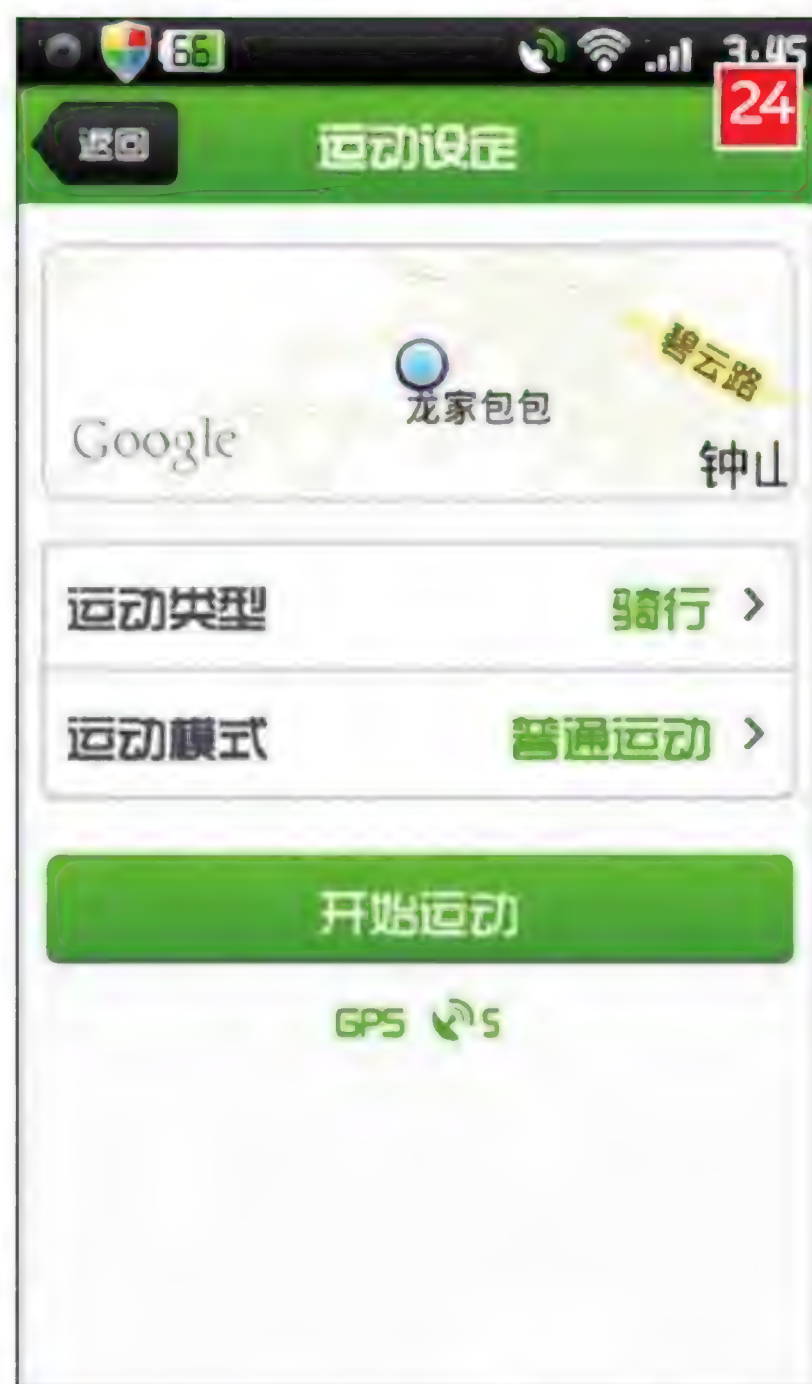 66 3:45
24
返回 运动设定
碧云路
龙家包包
Google
钟山
运动类型 骑行 >
运动模式 普通运动 >
开始运动
GPS 5